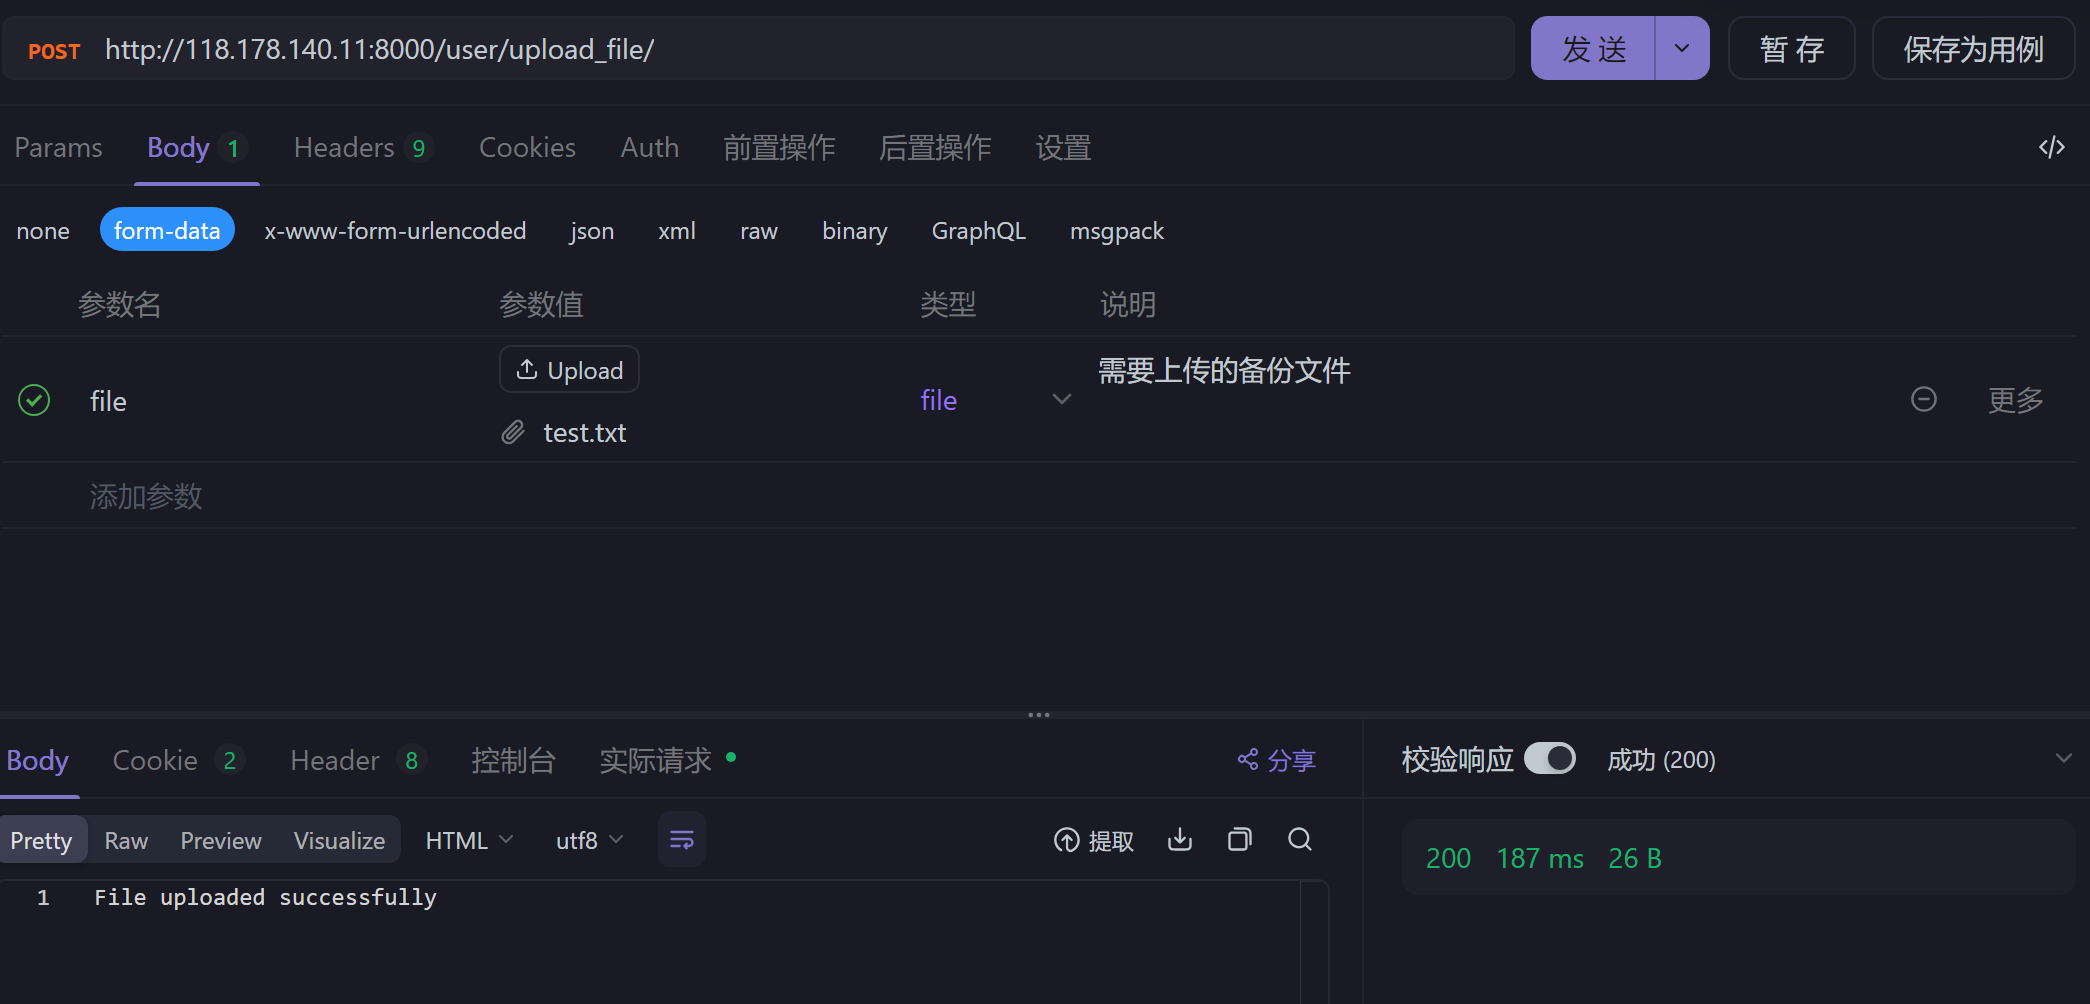 POST http://118.178.140.11:8000/user/upload_file/ 发送 暂存 保存为用例
Params Body 1 Headers 9 Cookies Auth 前置操作 后置操作 设置 </>
none form-data x-www-form-urlencoded json xml raw binary GraphQL msgpack
参数名 参数值 类型 说明
Upload 需要上传的备份文件
file file 更多
test.txt
添加参数
Body Cookie 2 Header 8 控制台 实际请求 分享 校验响应 成功 (200)
Pretty Raw Preview Visualize HTML utf8 提取
200 187 ms 26 B
1 File uploaded successfully